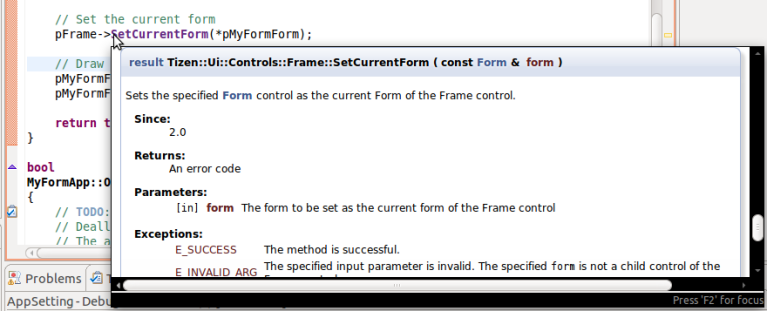 // Set the current form
pFrame->SetCurrentForm(*pMyFormForm);
// Draw
pMyFormF
pMyFormF
return t
}
bool
MyFormApp::O
{
// TODO:
// Deall
// The a
Problems
AppSetting - Debu
result Tizen::Ui::Controls::Frame::SetCurrentForm ( const Form & form )
Sets the specified Form control as the current Form of the Frame control.
Since:
2.0
Returns:
An error code
Parameters:
[in] form The form to be set as the current form of the Frame control
Exceptions:
E_SUCCESS The method is successful.
E_INVALID_ARG The specified input parameter is invalid. The specified form is not a child control of the
Press 'F2' for focus